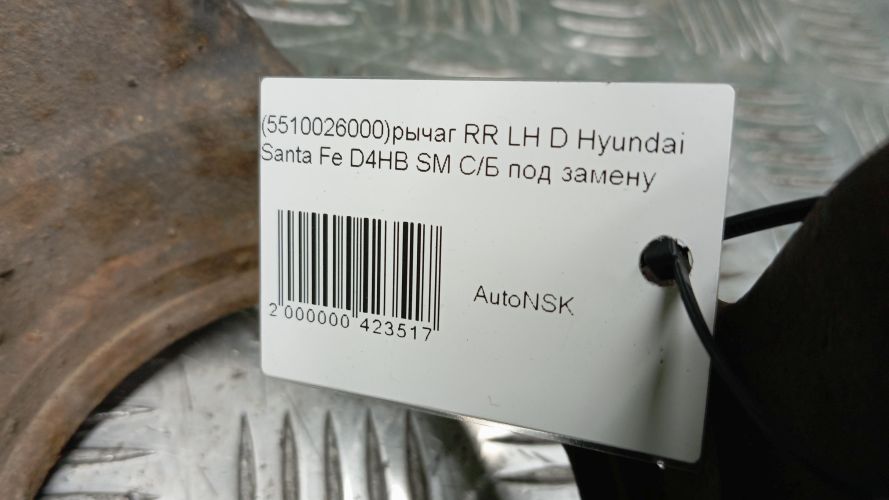 (5510026000)рычаг RR LH D Hyundai
Santa Fe D4HB SM С/Б под замену
AutoNSK
2 000000 423517